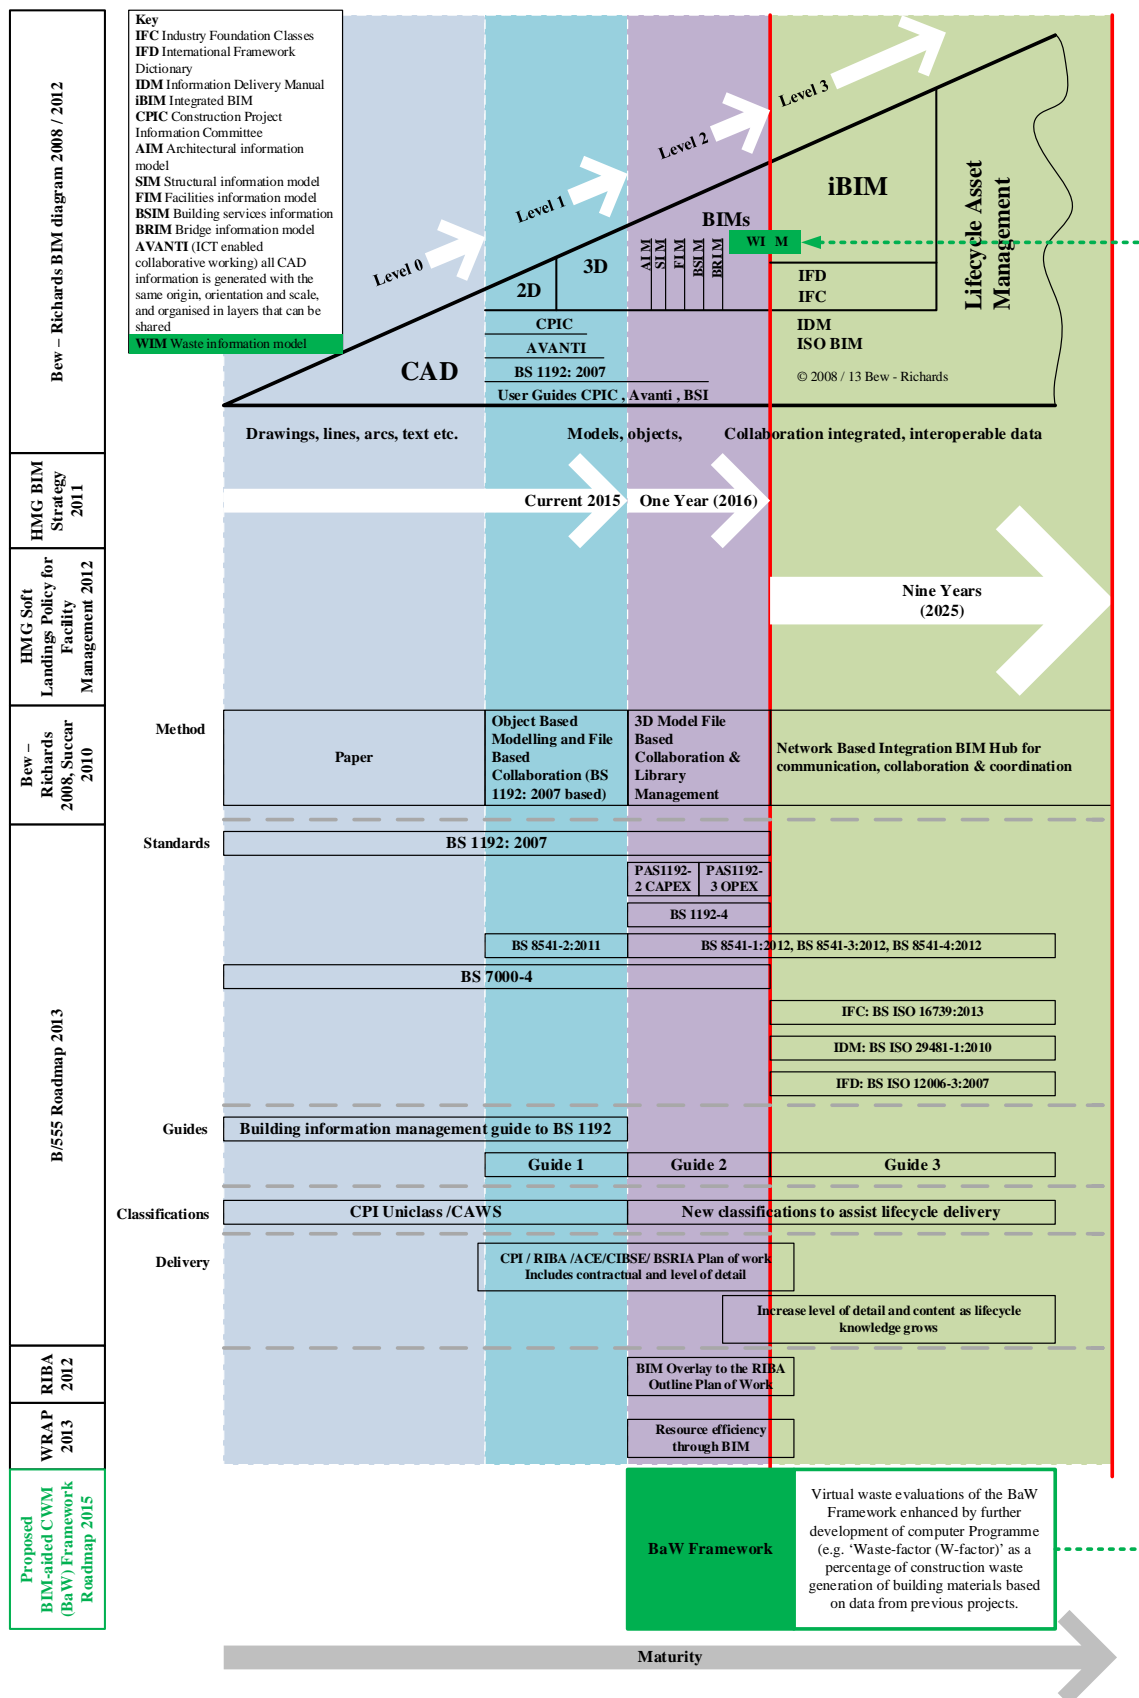 Bew – Richards BIM diagram 2008 / 2012
Key
IFC Industry Foundation Classes
IFD International Framework
Dictionary
IDM Information Delivery Manual
iBIM Integrated BIM
CPIC Construction Project
Information Committee
AIM Architectural information
model
SIM Structural information model
FIM Facilities information model
BSIM Building services information
BRIM Bridge information model
AVANTI (ICT enabled
collaborative working) all CAD
information is generated with the
same origin, orientation and scale,
and organised in layers that can be
shared
WIM Waste information model
Level 0
Level 1
Level 2
Level 3
CAD
2D
3D
BIMs
AIM
SIM
FIM
BSIM
BRIM
WI M
iBIM
IFD
IFC
IDM
ISO BIM
Lifecycle Asset
Management
CPIC
AVANTI
BS 1192: 2007
User Guides CPIC , Avanti , BSI
© 2008 / 13 Bew - Richards
Drawings, lines, arcs, text etc.
Models, objects,
Collaboration integrated, interoperable data
HMG BIM
Strategy
2011
Current 2015
One Year (2016)
HMG Soft
Landings Policy for
Facility
Management 2012
Nine Years
(2025)
Bew –
Richards
2008, Succar
2010
Method
Paper
Object Based
Modelling and File
Based
Collaboration (BS
1192: 2007 based)
3D Model File
Based
Collaboration &
Library
Management
Network Based Integration BIM Hub for
communication, collaboration & coordination
B/555 Roadmap 2013
Standards
BS 1192: 2007
PAS1192-
2 CAPEX
PAS1192-
3 OPEX
BS 1192-4
BS 8541-2:2011
BS 8541-1:2012, BS 8541-3:2012, BS 8541-4:2012
BS 7000-4
IFC: BS ISO 16739:2013
IDM: BS ISO 29481-1:2010
IFD: BS ISO 12006-3:2007
Guides
Building information management guide to BS 1192
Guide 1
Guide 2
Guide 3
Classifications
CPI Uniclass /CAWS
New classifications to assist lifecycle delivery
Delivery
CPI / RIBA /ACE/CIBSE/ BSRIA Plan of work
Includes contractual and level of detail
Increase level of detail and content as lifecycle
knowledge grows
RIBA
2012
BIM Overlay to the RIBA
Outline Plan of Work
WRAP
2013
Resource efficiency
through BIM
Proposed
BIM-aided CWM
(BaW) Framework
Roadmap 2015
BaW Framework
Virtual waste evaluations of the BaW
Framework enhanced by further
development of computer Programme
(e.g. ‘Waste-factor (W-factor)’ as a
percentage of construction waste
generation of building materials based
on data from previous projects.
Maturity